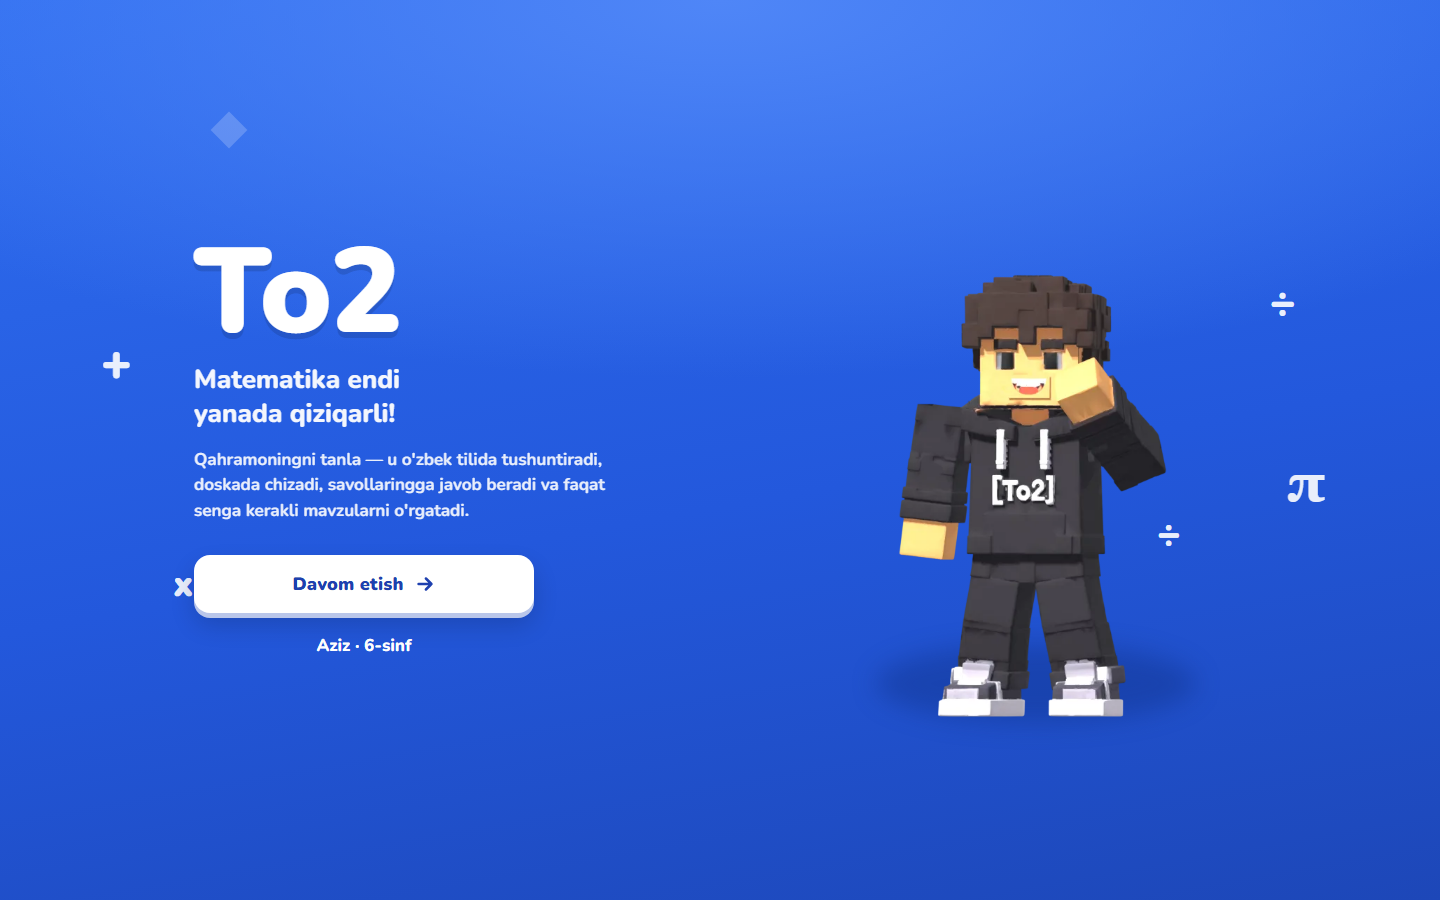 To2
Matematika endi
yanada qiziqarli!
Qahramoningni tanla — u o'zbek tilida tushuntiradi,
doskada chizadi, savollaringga javob beradi va faqat
senga kerakli mavzularni o'rgatadi.
Davom etish →
Aziz · 6-sinf
[To2]
+
x
÷
π
÷